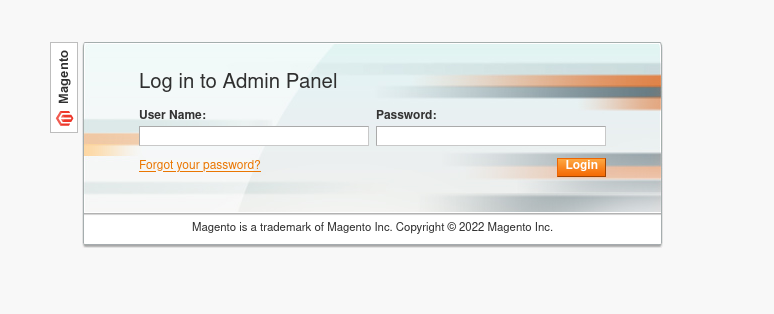 Magento
Log in to Admin Panel
User Name: Password:
Forgot your password? Login
Magento is a trademark of Magento Inc. Copyright © 2022 Magento Inc.